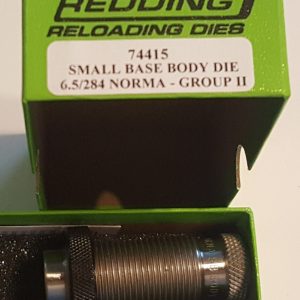 REDDING
RELOADING DIES
74415
SMALL BASE BODY DIE
6.5/284 NORMA - GROUP II